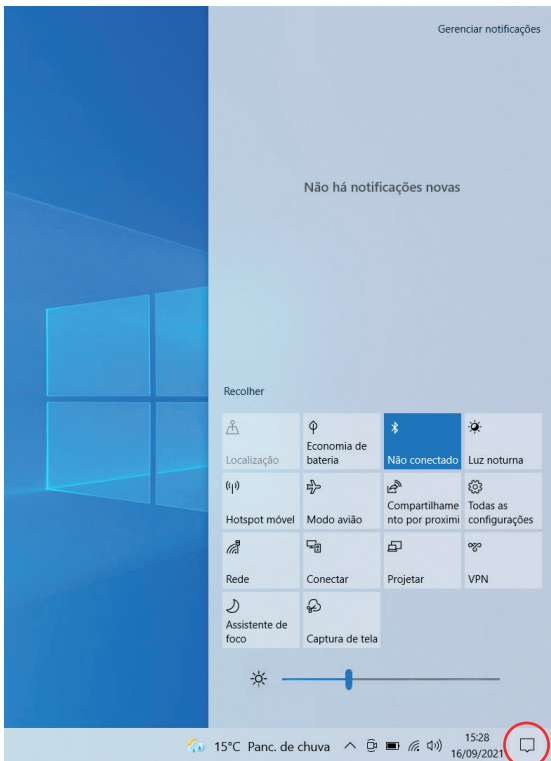 Gerenciar notificações
Não há notificações novas
Recolher
Localização
Economia de
bateria
Não conectado
Luz noturna
Hotspot móvel
Modo avião
Compartilhame
nto por proximi
Todas as
configurações
Rede
Conectar
Projetar
VPN
Assistente de
foco
Captura de tela
15°C Panc. de chuva
15:28
16/09/2021